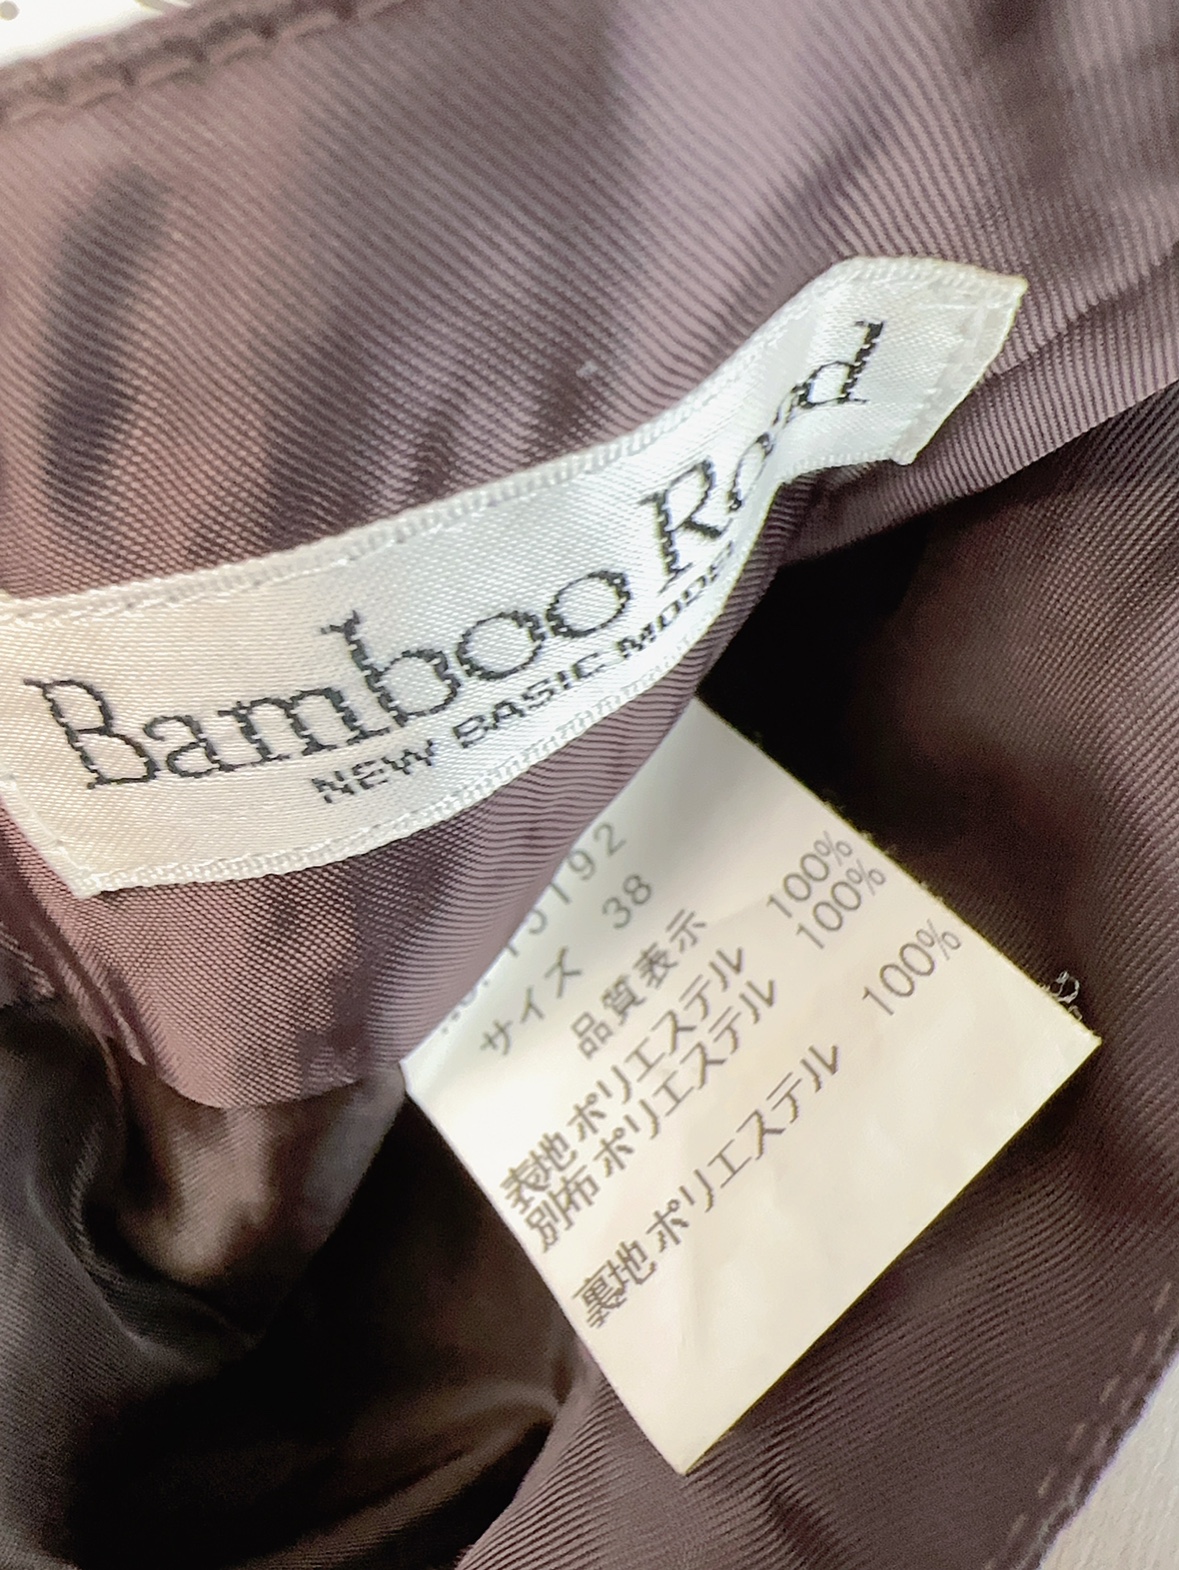 Bamboo Road
NEW BASIC MODE
15192
サイズ 38
品質表示
表地 ポリエステル 100%
別布 ポリエステル 100%
裏地 ポリエステル 100%